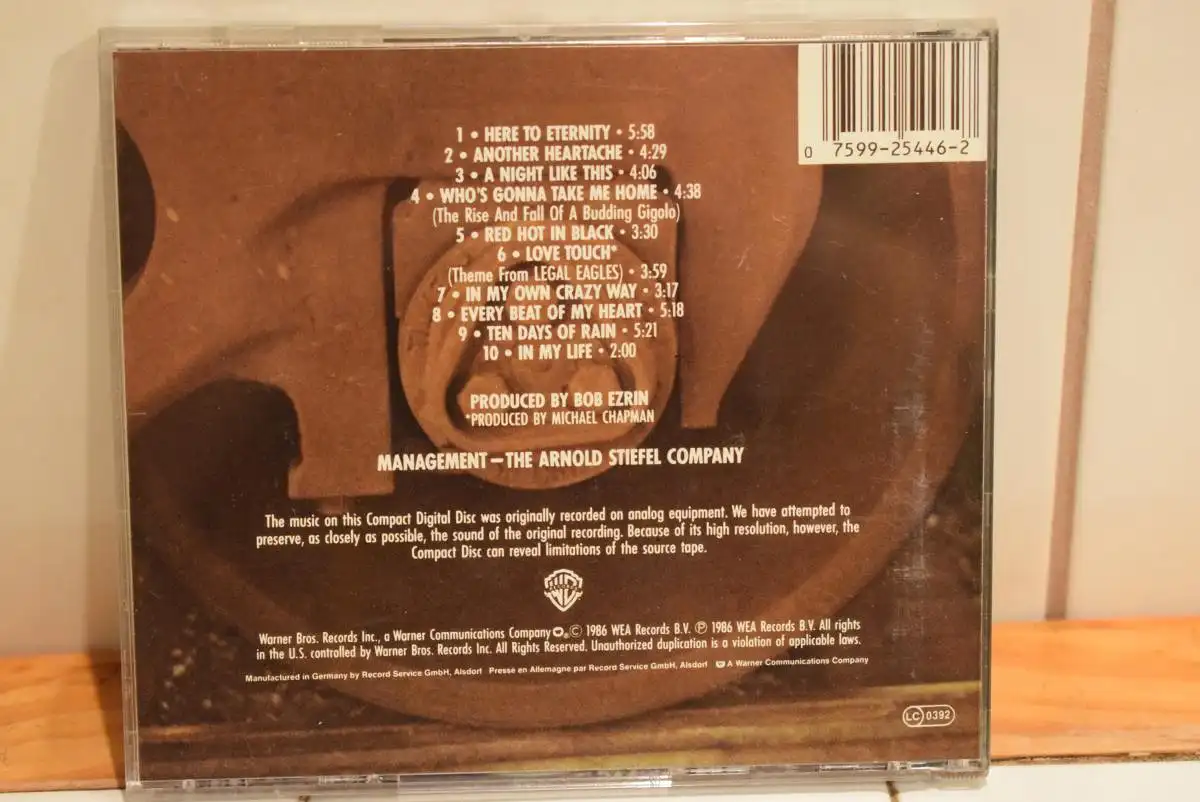 0 7599-25446-2
1 • HERE TO ETERNITY • 5:58
2 • ANOTHER HEARTACHE • 4:29
3 • A NIGHT LIKE THIS • 4:06
4 • WHO'S GONNA TAKE ME HOME • 4:38
(The Rise And Fall Of A Budding Gigolo)
5 • RED HOT IN BLACK • 3:30
6 • LOVE TOUCH*
(Theme From LEGAL EAGLES) • 3:59
7 • IN MY OWN CRAZY WAY • 3:17
8 • EVERY BEAT OF MY HEART • 5:18
9 • TEN DAYS OF RAIN • 5:21
10 • IN MY LIFE • 2:00
PRODUCED BY BOB EZRIN
*PRODUCED BY MICHAEL CHAPMAN
MANAGEMENT—THE ARNOLD STIEFEL COMPANY
The music on this Compact Digital Disc was originally recorded on analog equipment. We have attempted to
preserve, as closely as possible, the sound of the original recording. Because of its high resolution, however, the
Compact Disc can reveal limitations of the source tape.
Warner Bros. Records Inc., a Warner Communications Company ® © 1986 WEA Records B.V. ℗ 1986 WEA Records B.V. All rights
in the U.S. controlled by Warner Bros. Records Inc. All Rights Reserved. Unauthorized duplication is a violation of applicable laws.
Manufactured in Germany by Record Service GmbH, Alsdorf Pressé en Allemagne par Record Service GmbH, Alsdorf A Warner Communications Company
LC 0392